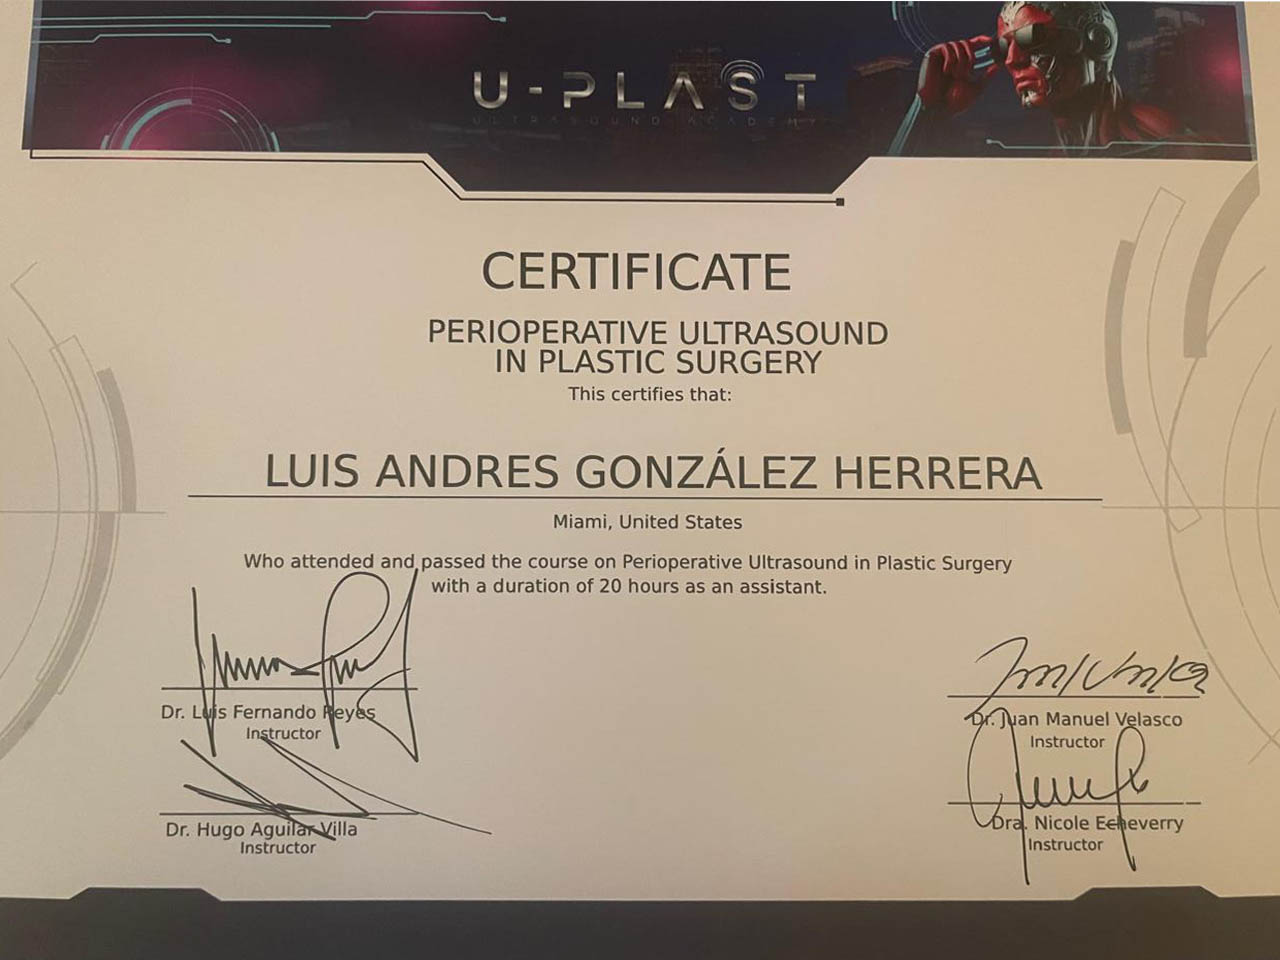 U-PLAST
ULTRASOUND ACADEMY
CERTIFICATE
PERIOPERATIVE ULTRASOUND
IN PLASTIC SURGERY
This certifies that:
LUIS ANDRES GONZÁLEZ HERRERA
Miami, United States
Who attended and passed the course on Perioperative Ultrasound in Plastic Surgery
with a duration of 20 hours as an assistant.
Dr. Luis Fernando Reyes
Instructor
Dr. Juan Manuel Velasco
Instructor
Dr. Hugo Aguilar Villa
Instructor
Dra. Nicole Echeverry
Instructor